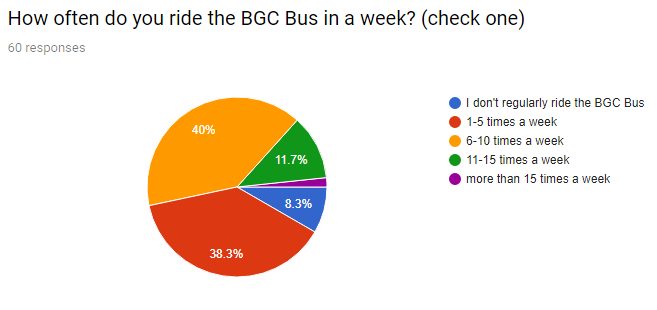 How often do you ride the BGC Bus in a week? (check one)
60 responses
I don't regularly ride the BGC Bus
1-5 times a week
6-10 times a week
11-15 times a week
more than 15 times a week
40%
11.7%
8.3%
38.3%